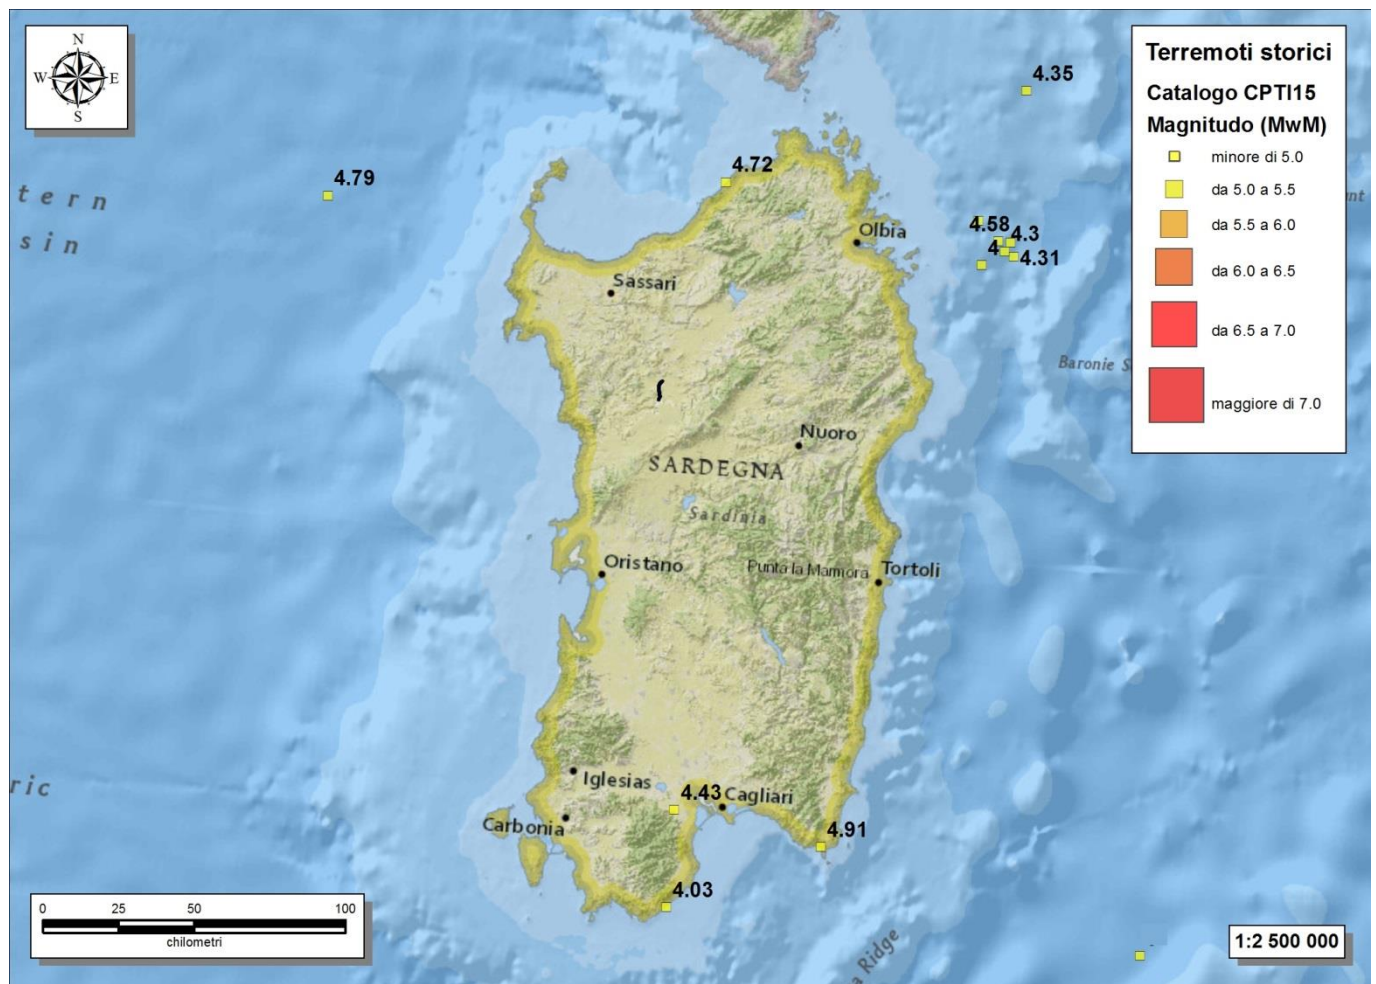 N
W E
S
Terremoti storici
Catalogo CPTI15
Magnitudo (MwM)
minore di 5.0
da 5.0 a 5.5
da 5.5 a 6.0
da 6.0 a 6.5
da 6.5 a 7.0
maggiore di 7.0
4.35
4.72
4.79
tern
sin
nt
4.58
4.3
4
4.31
Olbia
Sassari
Baronie S
Nuoro
SARDEGNA
Sardinia
Oristano
Punta la Marmora
Tortoli
ric
Iglesias
4.43
Cagliari
Carbonia
4.91
4.03
a Ridge
0 25 50 100
chilometri
1:2 500 000